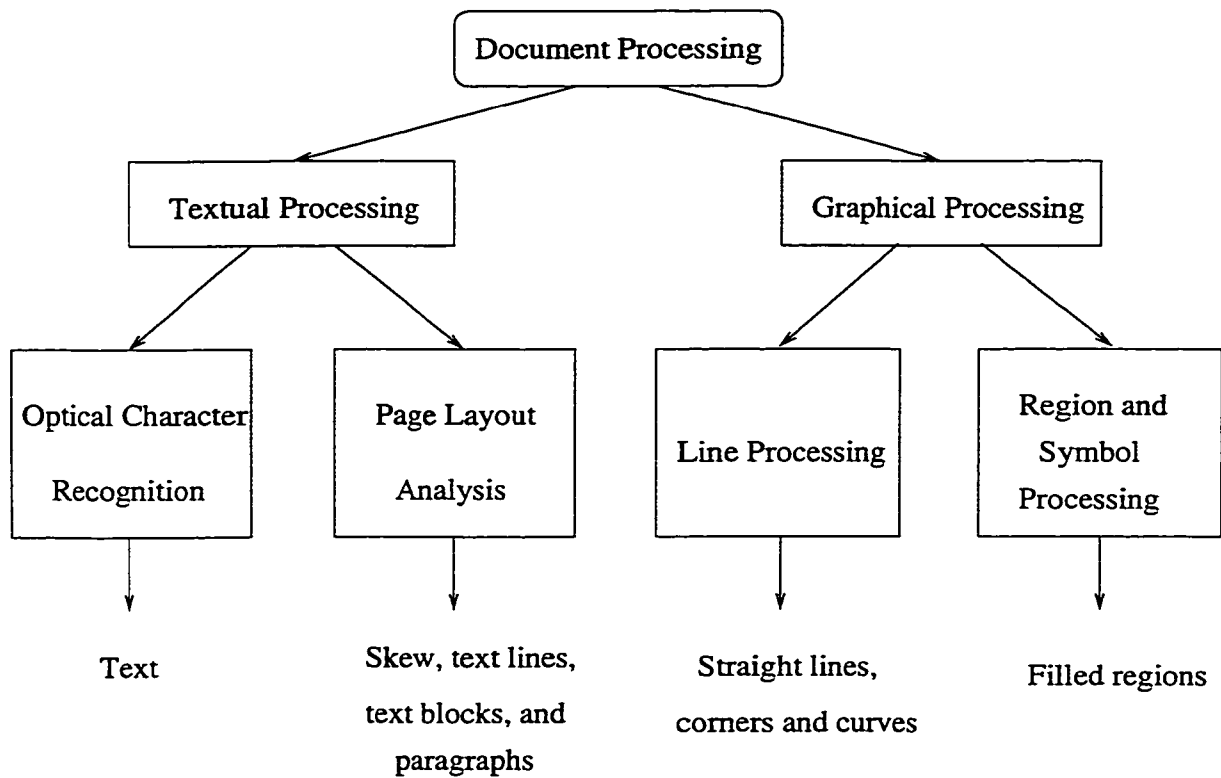 Document Processing
Textual Processing
Graphical Processing
Optical Character
Recognition
Page Layout
Analysis
Line Processing
Region and
Symbol
Processing
Text
Skew, text lines,
text blocks, and
paragraphs
Straight lines,
corners and curves
Filled regions